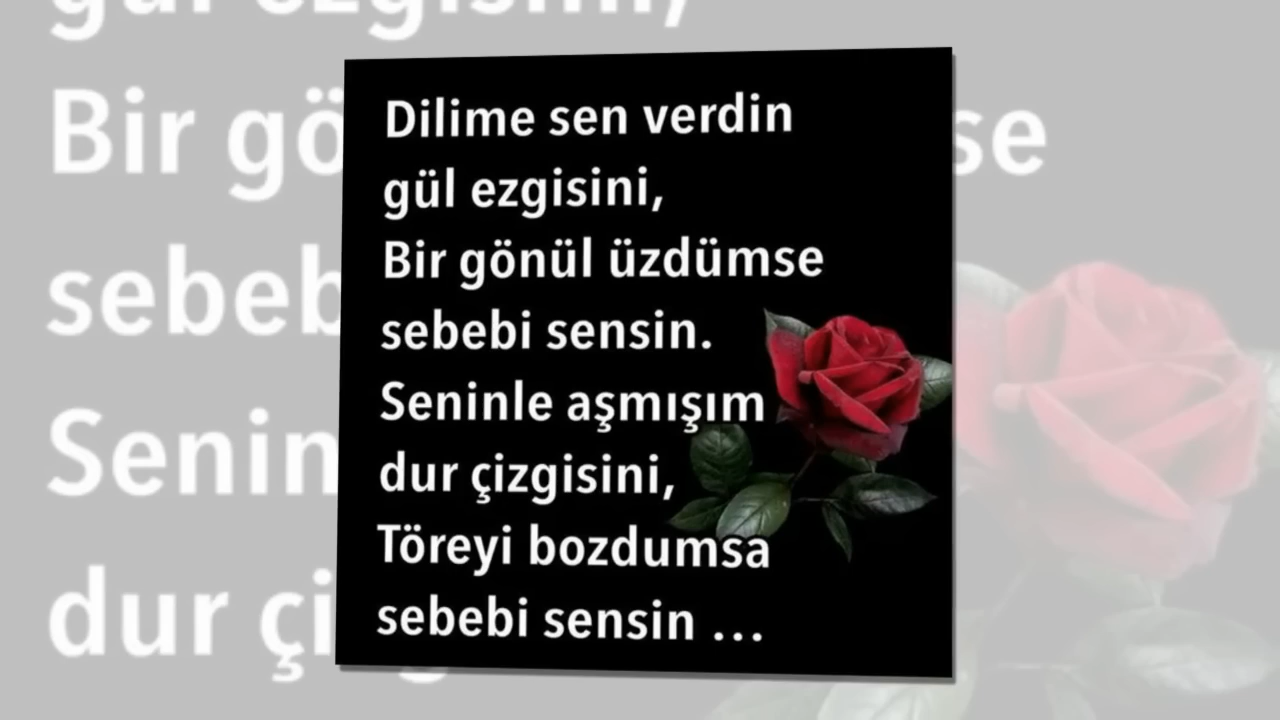 Dilime sen verdin
gül ezgisini,
Bir gönül üzdümse
sebebi sensin.
Seninle aşmışım
dur çizgisini,
Töreyi bozdumsa
sebebi sensin ...